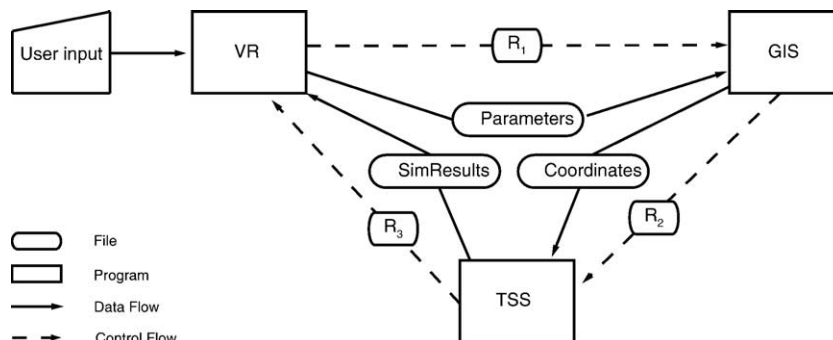 User input
VR
R1
GIS
Parameters
SimResults
Coordinates
R3
R2
TSS
File
Program
Data Flow
Control Flow